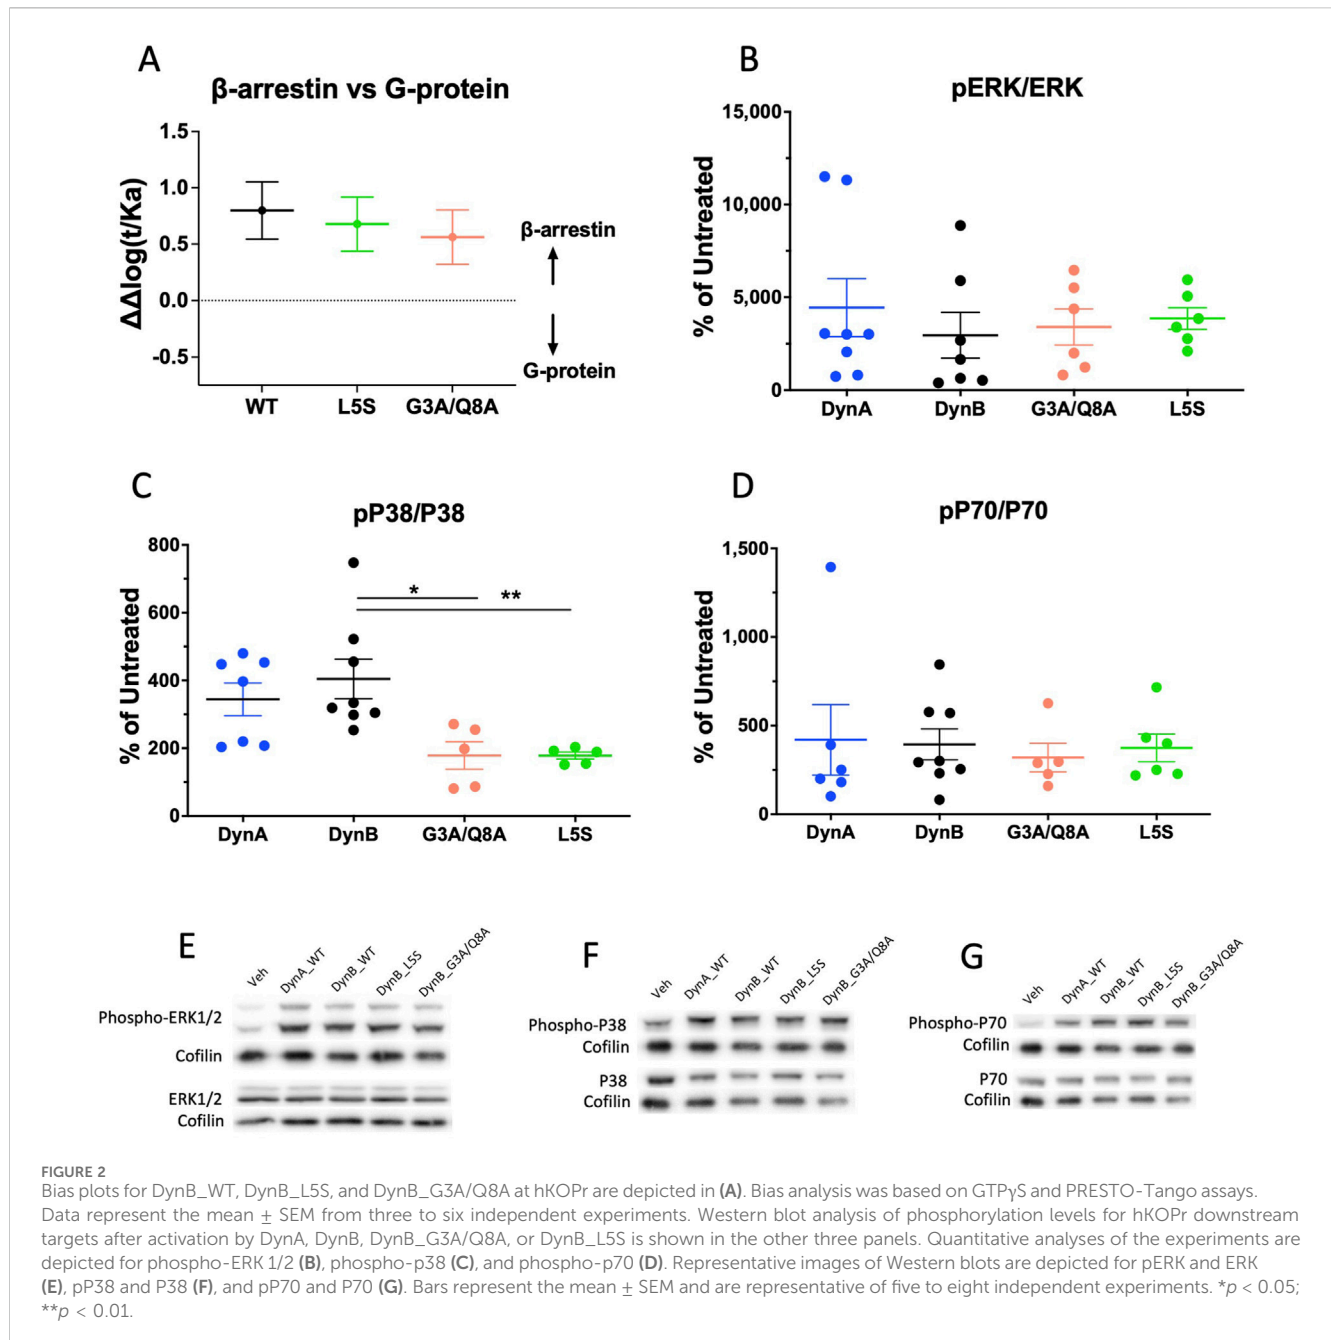 A
β-arrestin vs G-protein
ΔΔlog(t/Ka)
1.5
1.0
0.5
0.0
-0.5
WT L5S G3A/Q8A
β-arrestin
G-protein
B
pERK/ERK
% of Untreated
15,000
10,000
5,000
0
DynA DynB G3A/Q8A L5S
C
pP38/P38
% of Untreated
800
600
400
200
0
*
**
DynA DynB G3A/Q8A L5S
D
pP70/P70
% of Untreated
1,500
1,000
500
0
DynA DynB G3A/Q8A L5S
E
Veh DynA_WT DynB_WT DynB_L5S DynB_G3A/Q8A
Phospho-ERK1/2
Cofilin
ERK1/2
Cofilin
F
Veh DynA_WT DynB_WT DynB_L5S DynB_G3A/Q8A
Phospho-P38
Cofilin
P38
Cofilin
G
Veh DynA_WT DynB_WT DynB_L5S DynB_G3A/Q8A
Phospho-P70
Cofilin
P70
Cofilin
FIGURE 2
Bias plots for DynB_WT, DynB_L5S, and DynB_G3A/Q8A at hKOPr are depicted in (A). Bias analysis was based on GTPγS and PRESTO-Tango assays.
Data represent the mean ± SEM from three to six independent experiments. Western blot analysis of phosphorylation levels for hKOPr downstream
targets after activation by DynA, DynB, DynB_G3A/Q8A, or DynB_L5S is shown in the other three panels. Quantitative analyses of the experiments are
depicted for phospho-ERK 1/2 (B), phospho-p38 (C), and phospho-p70 (D). Representative images of Western blots are depicted for pERK and ERK
(E), pP38 and P38 (F), and pP70 and P70 (G). Bars represent the mean ± SEM and are representative of five to eight independent experiments. *p < 0.05;
**p < 0.01.